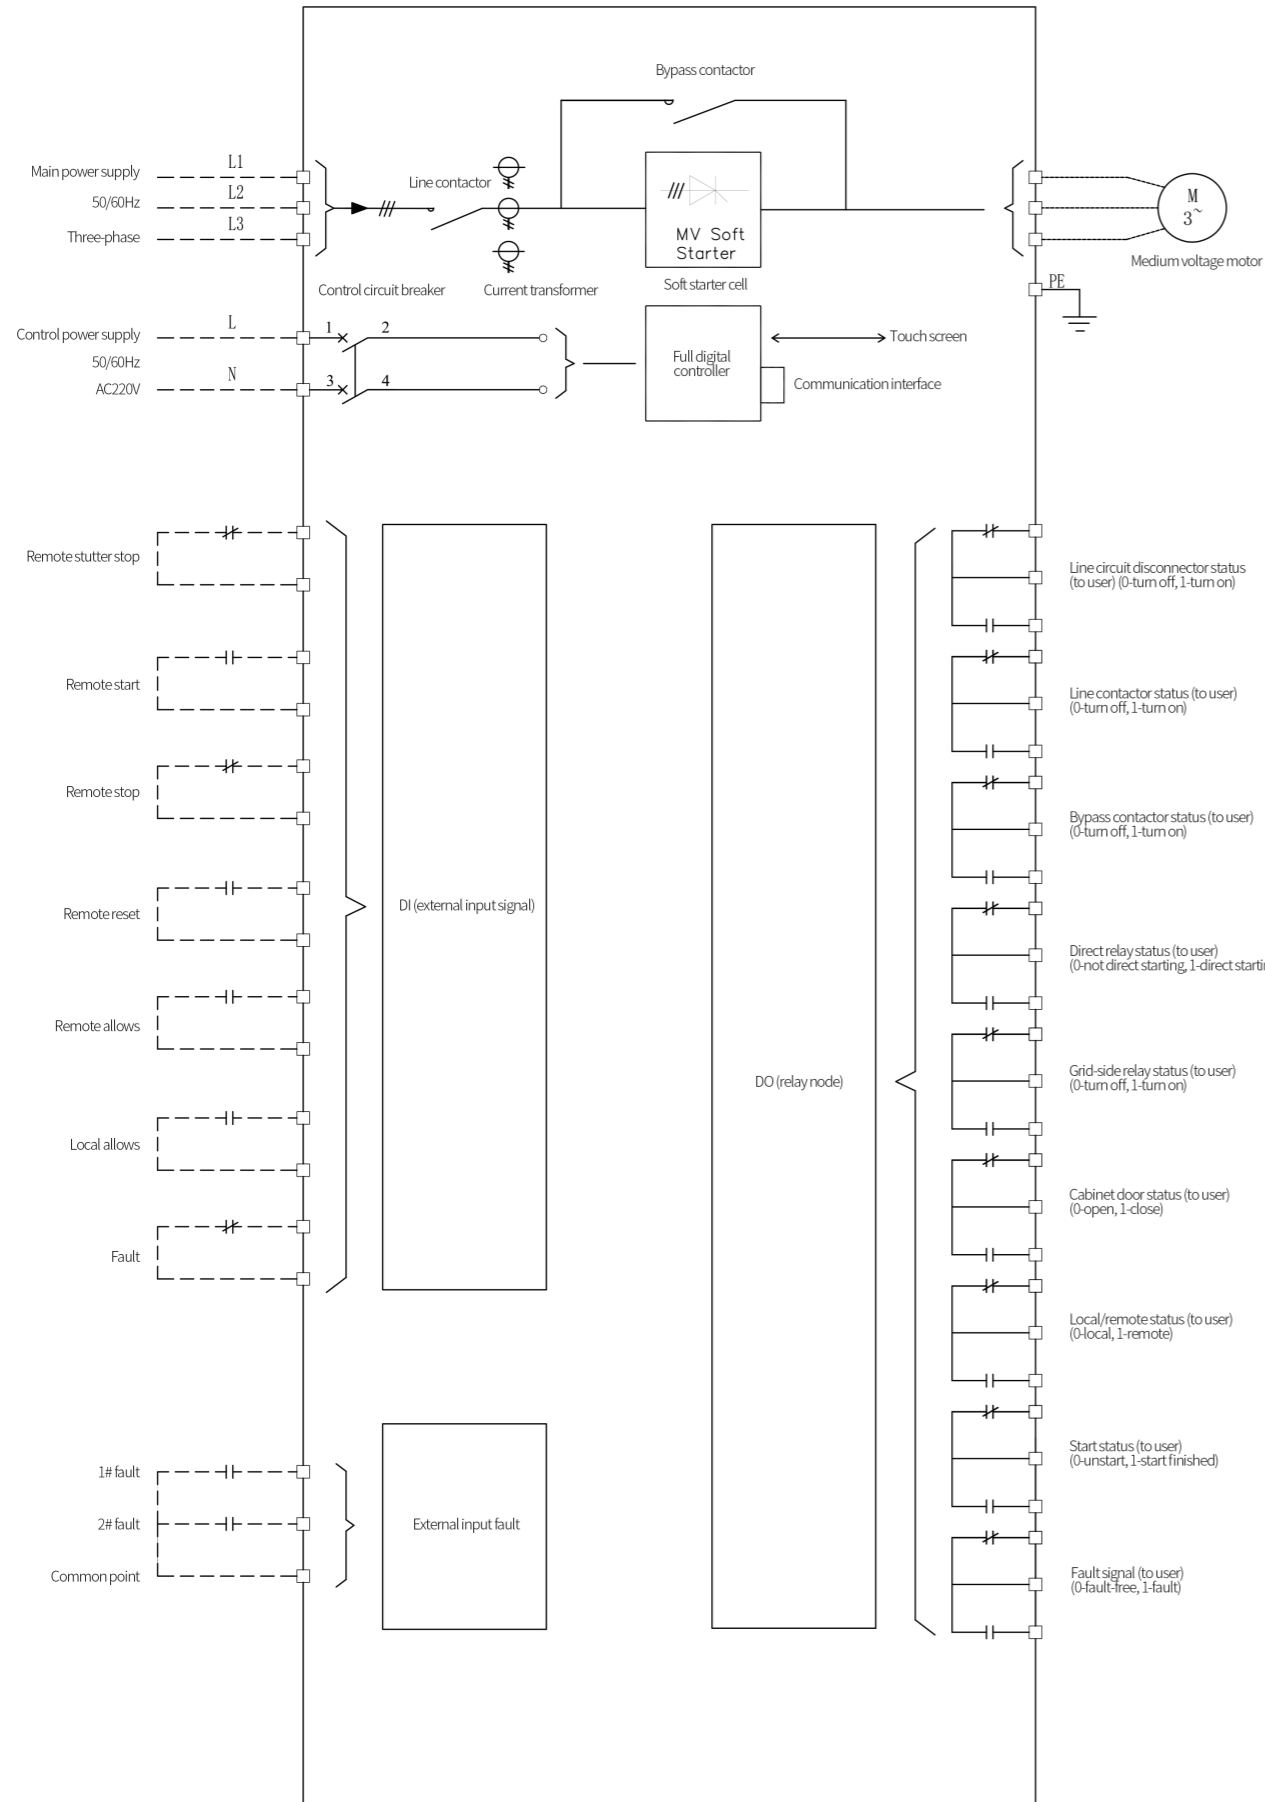 Bypass contactor
Main power supply
L1
Line contactor
50/60Hz
L2
Three-phase
L3
MV Soft
Starter
M
3~
Medium voltage motor
Control circuit breaker
Current transformer
Soft starter cell
PE
Control power supply
L
1
2
50/60Hz
AC220V
N
3
4
Full digital
controller
Touch screen
Communication interface
Remote stutter stop
Remote start
Remote stop
Remote reset
Remote allows
Local allows
Fault
DI (external input signal)
1# fault
2# fault
Common point
External input fault
DO (relay node)
Line circuit disconnector status
(to user) (0-turn off, 1-turn on)
Line contactor status (to user)
(0-turn off, 1-turn on)
Bypass contactor status (to user)
(0-turn off, 1-turn on)
Direct relay status (to user)
(0-not direct starting, 1-direct
Grid-side relay status (to user)
(0-turn off, 1-turn on)
Cabinet door status (to user)
(0-open, 1-close)
Local/remote status (to user)
(0-local, 1-remote)
Start status (to user)
(0-unstart, 1-start finished)
Fault signal (to user)
(0-fault-free, 1-fault)